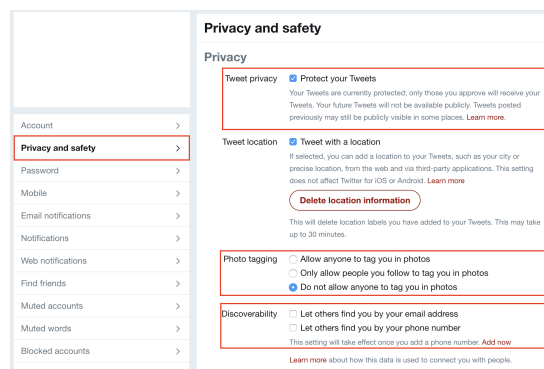 Privacy and safety
Privacy
Tweet privacy
Protect your Tweets
Your Tweets are currently protected; only those you approve will receive your
Tweets. Your future Tweets will not be available publicly. Tweets posted
previously may still be publicly visible in some places. Learn more.
Account
Privacy and safety
Password
Mobile
Email notifications
Notifications
Web notifications
Find friends
Muted accounts
Muted words
Blocked accounts
Tweet location
Tweet with a location
If selected, you can add a location to your Tweets, such as your city or
precise location, from the web and via third-party applications. This setting
does not affect Twitter for iOS or Android. Learn more
Delete location information
This will delete location labels you have added to your Tweets. This may take
up to 30 minutes.
Photo tagging
Allow anyone to tag you in photos
Only allow people you follow to tag you in photos
Do not allow anyone to tag you in photos
Discoverability
Let others find you by your email address
Let others find you by your phone number
This setting will take effect once you add a phone number. Add now
Learn more about how this data is used to connect you with people.